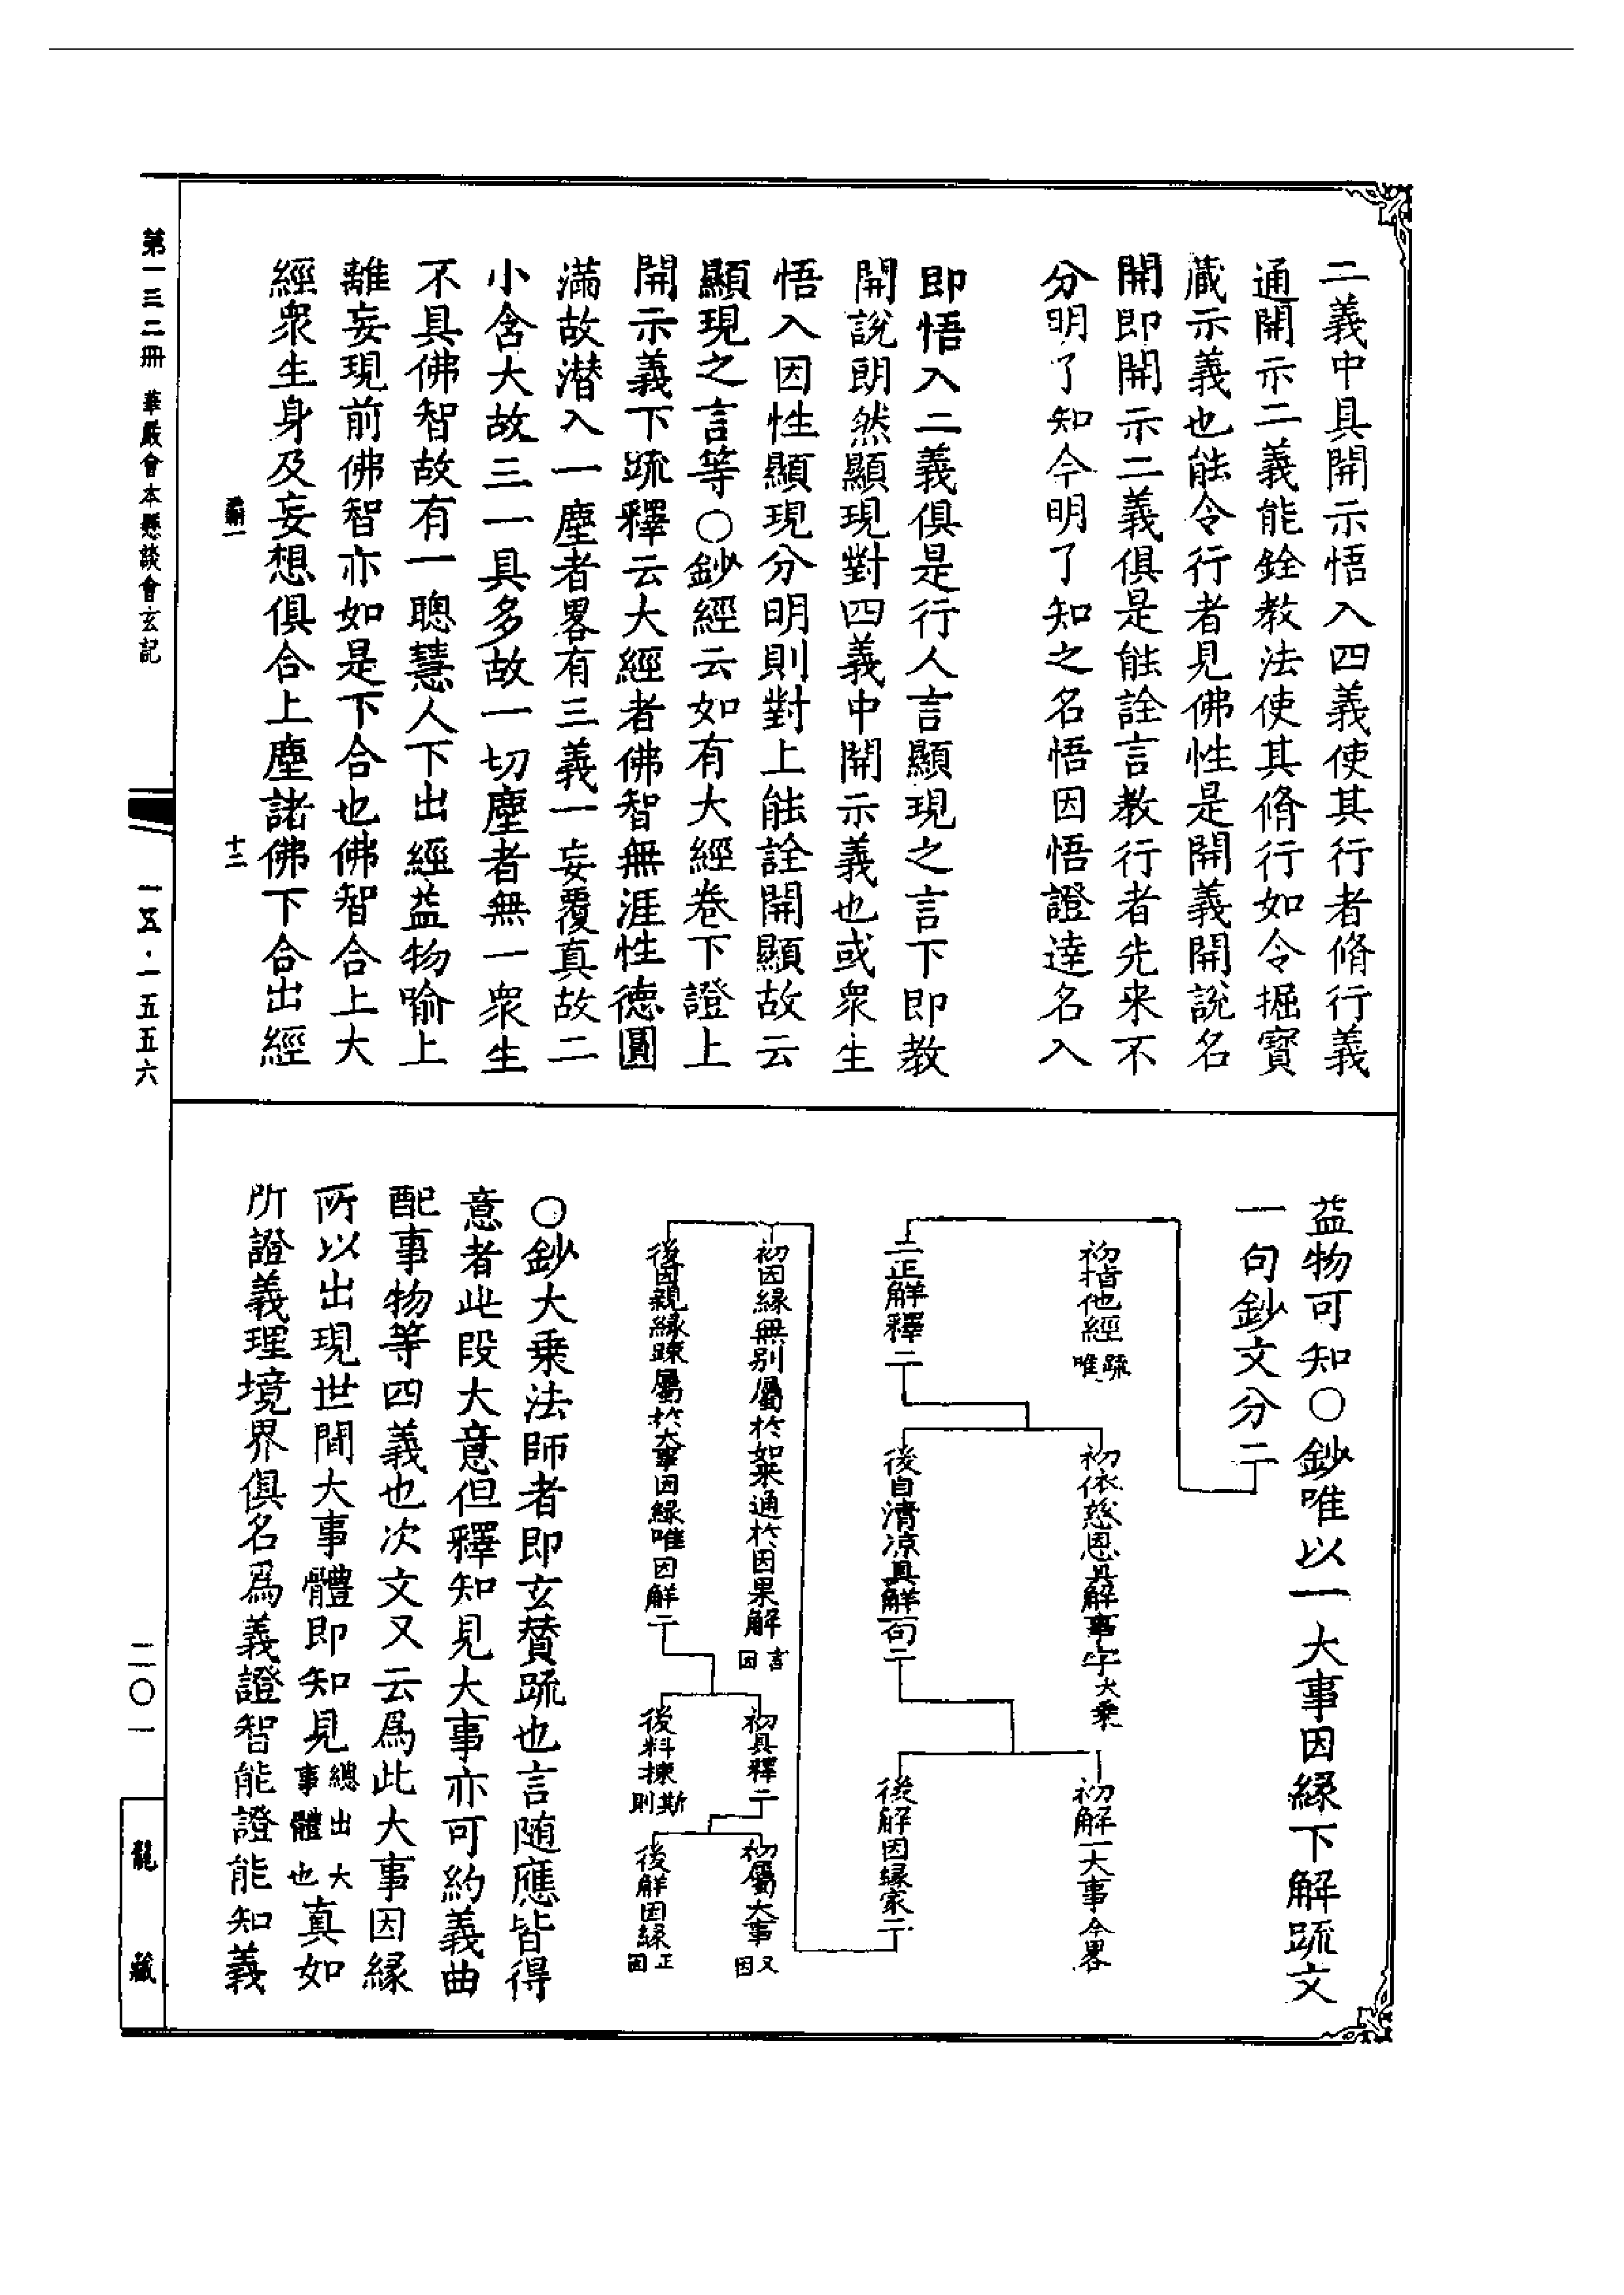 二義中具開示悟入四義使其行者脩行義
通開示二義能銓教法使其脩行如令掘寳
藏示義也能令行者見佛性是開義開說名
開即開示二義俱是能詮言教行者先来不
分明了知今明了知之名悟因悟證達名入
即悟入二義俱是行人言顯現之言下即教
開說朗然顯現對四義中開示義也或衆生
悟入因性顯現分明則對上能詮開顯故云
顯現之言等○鈔經云如有大經卷下證上
開示義下䟽釋云大經者佛智無涯性德圓
滿故潜入一塵者畧有三義一妄覆真故二
小含大故三一具多故一切塵者無一衆生
不具佛智故有一聰慧人下出經益物喻上
離妄現前佛智亦如是下合也佛智合上大
經衆生身及妄想俱合上塵諸佛下合出經
第一三二冊 華嚴會本懸談會玄記
十二
一五·一五五六
益物可知○鈔唯以一大事因緣下解䟽文
一句鈔文分二
初指他經 䟽唯
二正解釋二
初依慈恩具解事字 大乗
後自清凉具解一句二
初解一大事 今畧
後解因緣家二
初因緣無别屬於如来通於因果解 言因
後因親緣疎屬於大事因緣唯因解二
初具釋二
後料揀 斯則
初屬大事 又因
後解因緣 正因
○鈔大乗法師者即玄賛䟽也言随應皆得
意者此段大意但釋知見大事亦可約義曲
配事物等四義也次文又云爲此大事因緣
所以出現世間大事體即知見 總出大事體也 真如
所證義理境界俱名爲義證智能證能知義
二〇一
龍藏